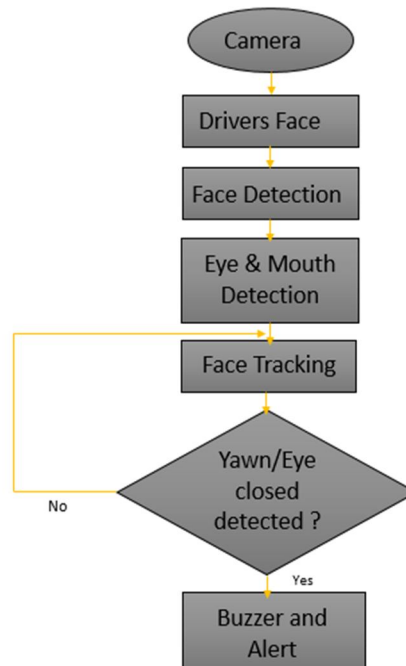 Camera
Drivers Face
Face Detection
Eye & Mouth
Detection
Face Tracking
Yawn/Eye
closed
detected ?
No
Yes
Buzzer and
Alert